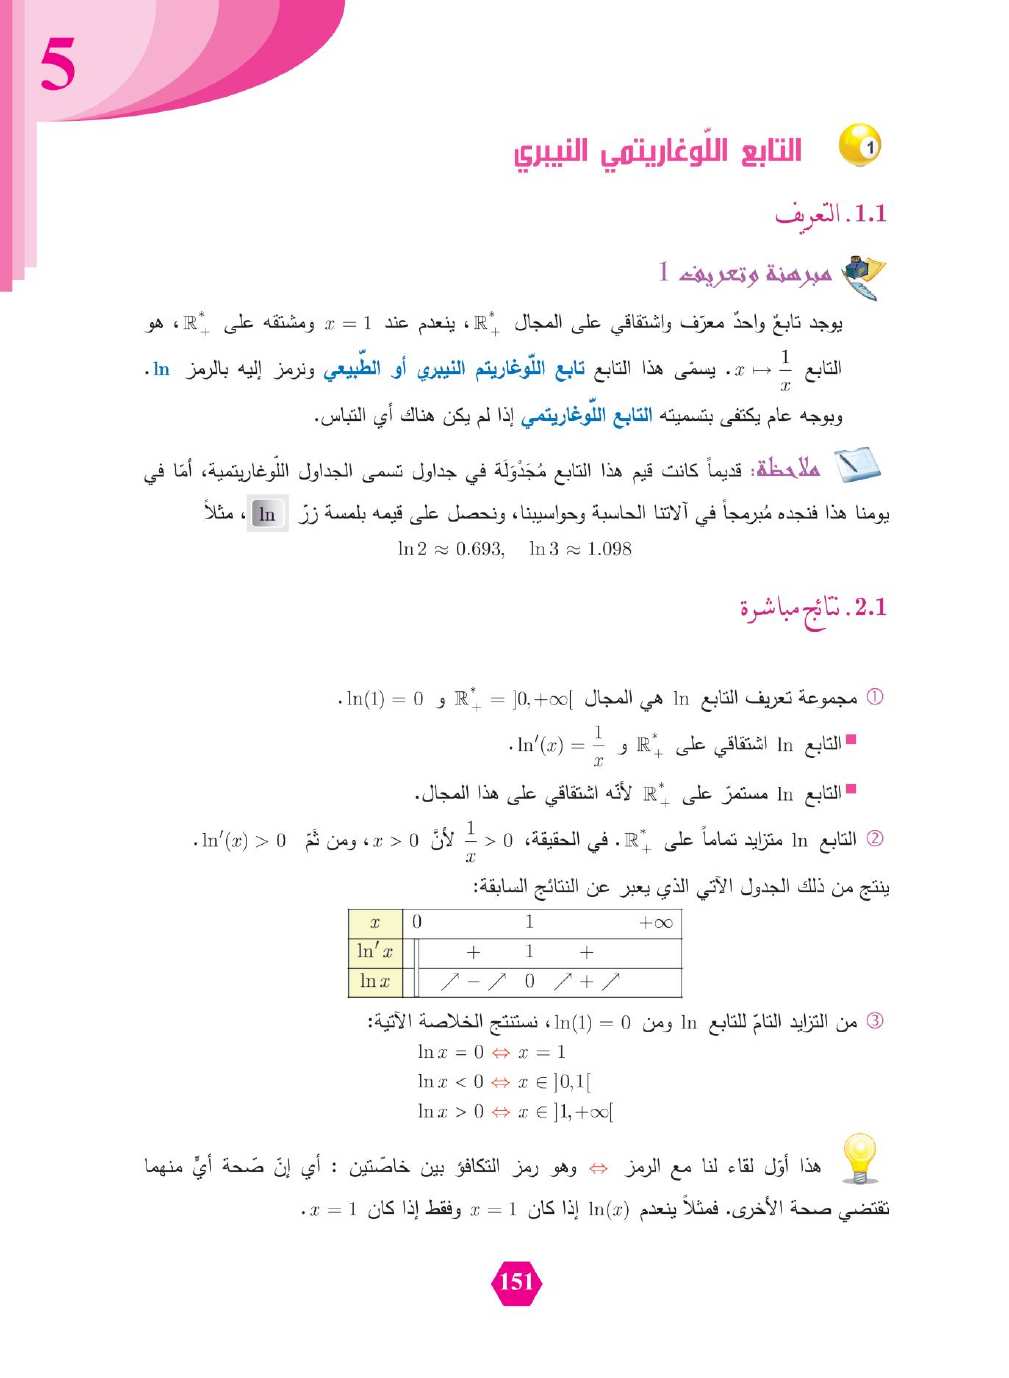 5
1 التابع اللّوغاريتمي النيبري
1.1. التّعريف
مبرهنة وتعريف 1
يوجد تابعٌ واحدٌ معرّف واشتقاقي على المجال ℝ*₊، ينعدم عند x = 1 ومشتقه على ℝ*₊، هو
التابع x ↦ 1/x. يسمّى هذا التابع تابع اللّوغاريتم النيبري أو الطّبيعي ونرمز إليه بالرمز ln.
وبوجه عام يكتفى بتسميته التابع اللّوغاريتمي إذا لم يكن هناك أي التباس.
ملاحظة: قديماً كانت قيم هذا التابع مُجَدْوَلَة في جداول تسمى الجداول اللّوغاريتمية، أمّا في
يومنا هذا فنجده مُبرمجاً في آلاتنا الحاسبة وحواسيبنا، ونحصل على قيمه بلمسة زرّ ln، مثلاً
ln 2 ≈ 0.693, ln 3 ≈ 1.098
2.1. نتائج مباشرة
① مجموعة تعريف التابع ln هي المجال ℝ*₊ = ]0,+∞[ و ln(1) = 0.
■ التابع ln اشتقاقي على ℝ*₊ و ln′(x) = 1/x.
■ التابع ln مستمرّ على ℝ*₊ لأنّه اشتقاقي على هذا المجال.
② التابع ln متزايد تماماً على ℝ*₊. في الحقيقة، 1/x > 0 لأنَّ x > 0، ومن ثَمّ ln′(x) > 0.
ينتج من ذلك الجدول الآتي الذي يعبر عن النتائج السابقة:
x 0 1 +∞
ln′ x + 1 +
ln x ↗ − ↗ 0 ↗ + ↗
③ من التزايد التامّ للتابع ln ومن ln(1) = 0، نستنتج الخلاصة الآتية:
ln x = 0 ⇔ x = 1
ln x < 0 ⇔ x ∈ ]0,1[
ln x > 0 ⇔ x ∈ ]1,+∞[
هذا أوّل لقاء لنا مع الرمز ⇔ وهو رمز التكافؤ بين خاصّتين : أي إنّ صّحة أيٍّ منهما
تقتضي صحة الأخرى. فمثلاً ينعدم ln(x) إذا كان x = 1 وفقط إذا كان x = 1.
151